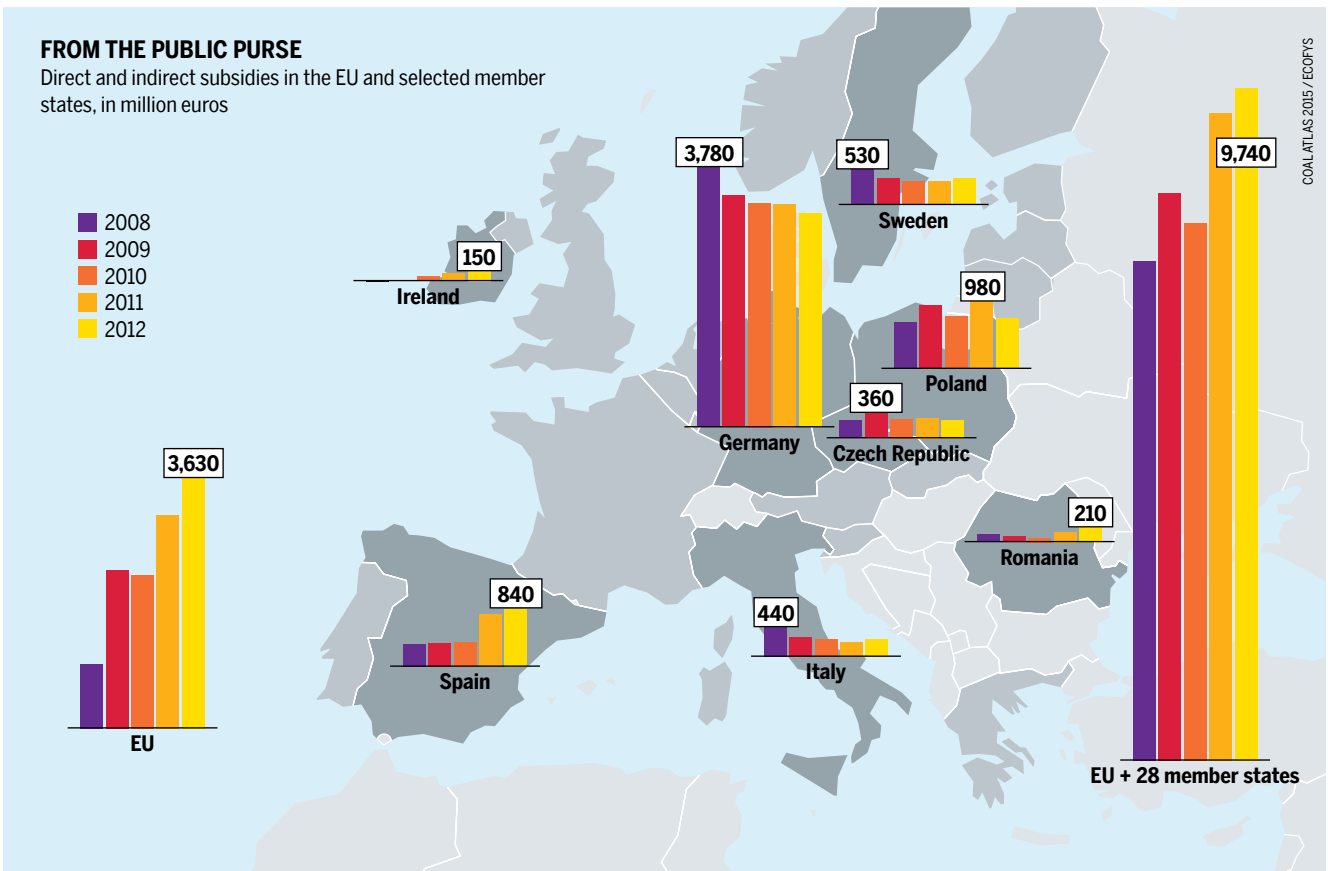 FROM THE PUBLIC PURSE
Direct and indirect subsidies in the EU and selected member
states, in million euros
2008
2009
2010
2011
2012
150
Ireland
3,780
Germany
530
Sweden
980
Poland
360
Czech Republic
210
Romania
440
Italy
840
Spain
3,630
EU
9,740
EU + 28 member states
COAL ATLAS 2015 / ECOFYS